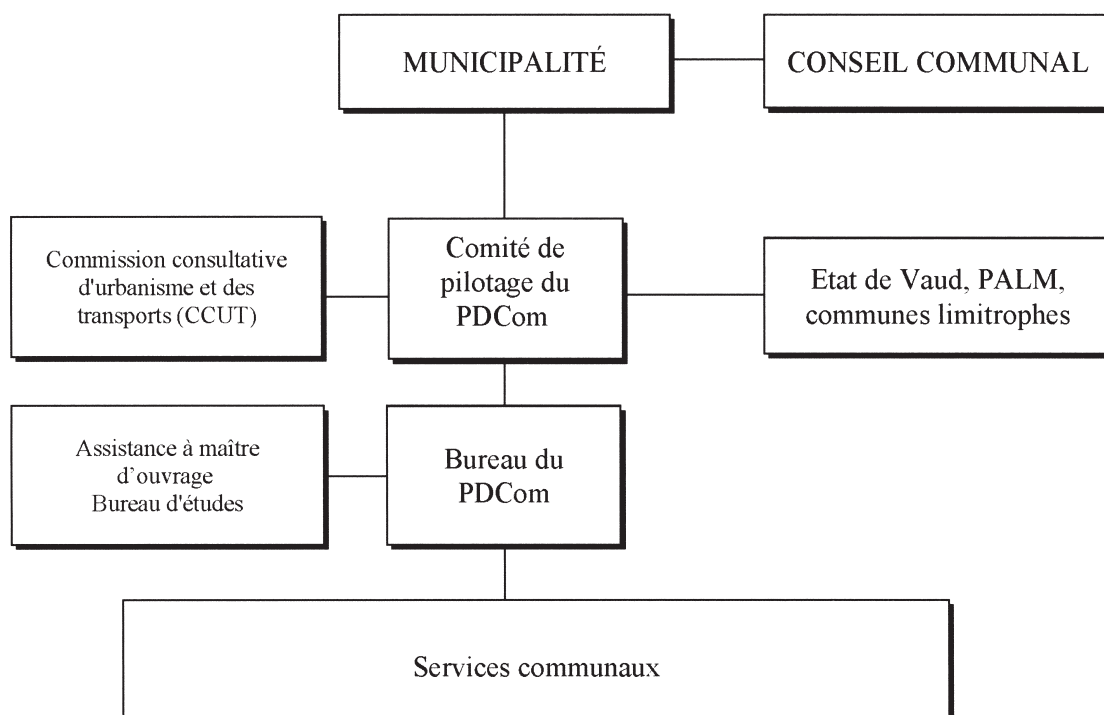 MUNICIPALITÉ
CONSEIL COMMUNAL
Commission consultative
d'urbanisme et des
transports (CCUT)
Comité de
pilotage du
PDCom
Etat de Vaud, PALM,
communes limitrophes
Assistance à maître
d’ouvrage
Bureau d'études
Bureau du
PDCom
Services communaux